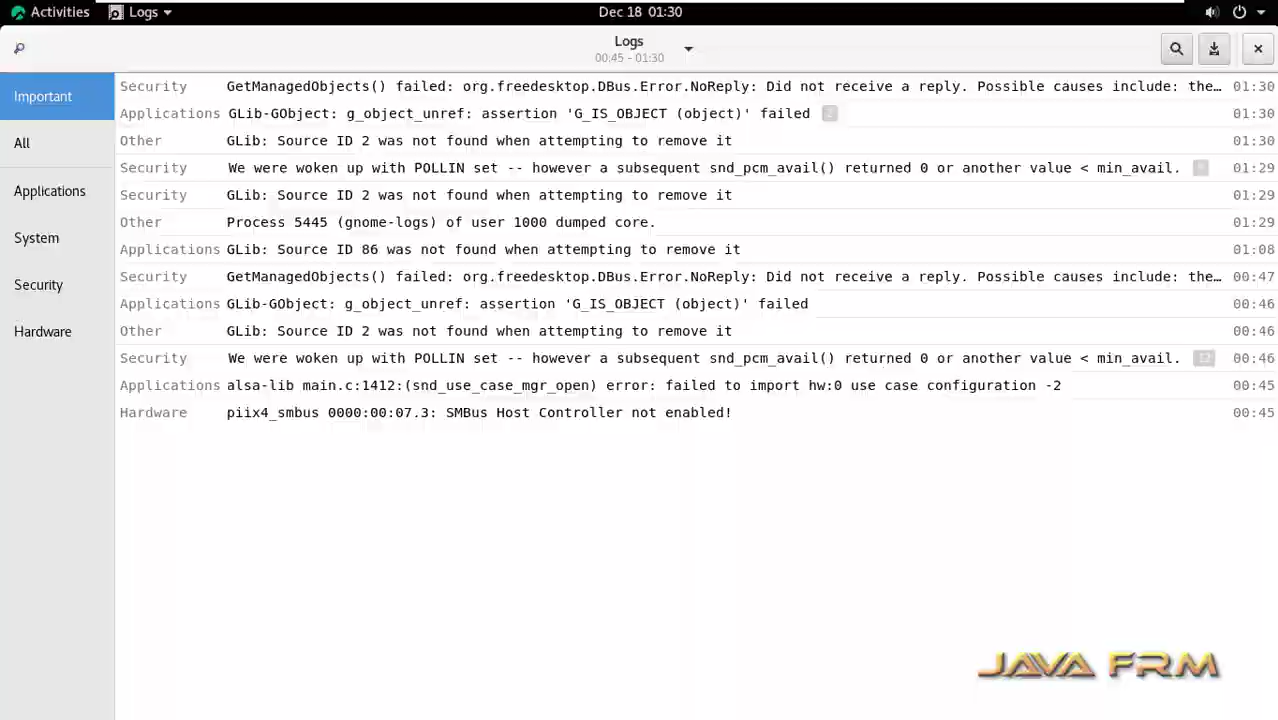 Activities Logs Dec 18 01:30
Logs
00:45 - 01:30
Important
All
Applications
System
Security
Hardware
Security GetManagedObjects() failed: org.freedesktop.DBus.Error.NoReply: Did not receive a reply. Possible causes include: the… 01:30
Applications GLib-GObject: g_object_unref: assertion 'G_IS_OBJECT (object)' failed 2 01:30
Other GLib: Source ID 2 was not found when attempting to remove it 01:30
Security We were woken up with POLLIN set -- however a subsequent snd_pcm_avail() returned 0 or another value < min_avail. 01:29
Security GLib: Source ID 2 was not found when attempting to remove it 01:29
Other Process 5445 (gnome-logs) of user 1000 dumped core. 01:29
Applications GLib: Source ID 86 was not found when attempting to remove it 01:08
Security GetManagedObjects() failed: org.freedesktop.DBus.Error.NoReply: Did not receive a reply. Possible causes include: the… 00:47
Applications GLib-GObject: g_object_unref: assertion 'G_IS_OBJECT (object)' failed 00:46
Other GLib: Source ID 2 was not found when attempting to remove it 00:46
Security We were woken up with POLLIN set -- however a subsequent snd_pcm_avail() returned 0 or another value < min_avail. 12 00:46
Applications alsa-lib main.c:1412:(snd_use_case_mgr_open) error: failed to import hw:0 use case configuration -2 00:45
Hardware piix4_smbus 0000:00:07.3: SMBus Host Controller not enabled! 00:45
JAVA FRM